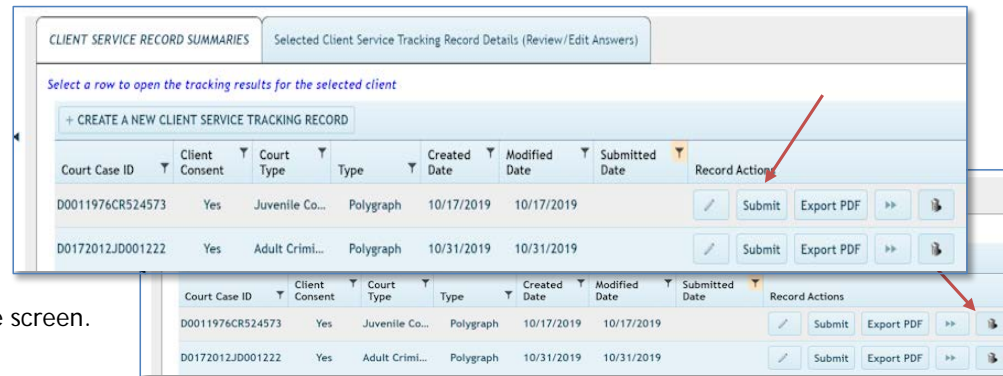 CLIENT SERVICE RECORD SUMMARIES Selected Client Service Tracking Record Details (Review/Edit Answers)
Select a row to open the tracking results for the selected client
+ CREATE A NEW CLIENT SERVICE TRACKING RECORD
Court Case ID Client Consent Court Type Type Created Date Modified Date Submitted Date Record Actions
D0011976CR524573 Yes Juvenile Co... Polygraph 10/17/2019 10/17/2019 Submit Export PDF
D0172012JD001222 Yes Adult Crimi... Polygraph 10/31/2019 10/31/2019 Submit Export PDF
Court Case ID Client Consent Court Type Type Created Date Modified Date Submitted Date Record Actions
e screen.
D0011976CR524573 Yes Juvenile Co... Polygraph 10/17/2019 10/17/2019 Submit Export PDF
D0172012JD001222 Yes Adult Crimi... Polygraph 10/31/2019 10/31/2019 Submit Export PDF